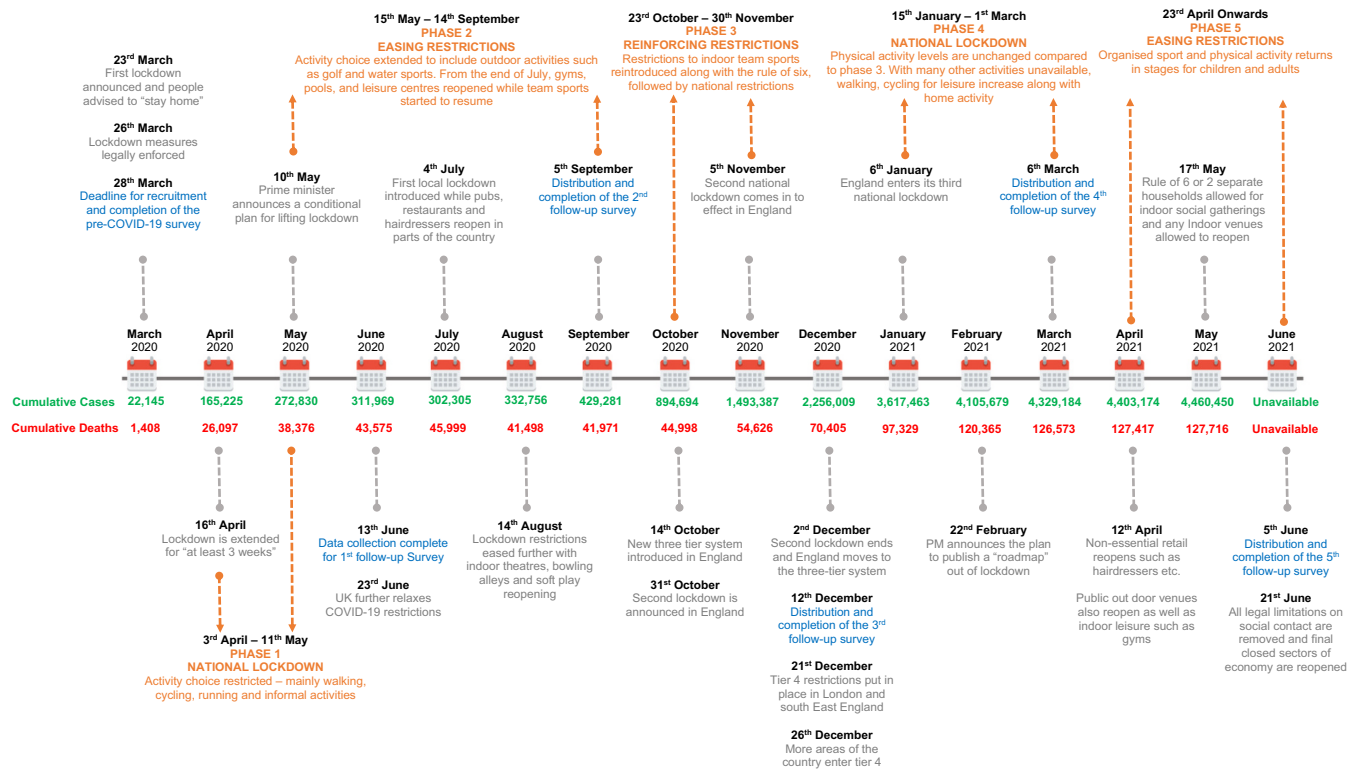 15th May – 14th September
PHASE 2
EASING RESTRICTIONS
Activity choice extended to include outdoor activities such
as golf and water sports. From the end of July, gyms,
pools, and leisure centres reopened while team sports
started to resume
23rd October – 30th November
PHASE 3
REINFORCING RESTRICTIONS
Restrictions to indoor team sports
reintroduced along with the rule of six,
followed by national restrictions
15th January – 1st March
PHASE 4
NATIONAL LOCKDOWN
Physical activity levels are unchanged compared
to phase 3. With many other activities unavailable,
walking, cycling for leisure increase along with
home activity
23rd April Onwards
PHASE 5
EASING RESTRICTIONS
Organised sport and physical activity returns
in stages for children and adults
23rd March
First lockdown
announced and people
advised to “stay home”
26th March
Lockdown measures
legally enforced
28th March
Deadline for recruitment
and completion of the
pre-COVID-19 survey
10th May
Prime minister
announces a conditional
plan for lifting lockdown
4th July
First local lockdown
introduced while pubs,
restaurants and
hairdressers reopen in
parts of the country
5th September
Distribution and
completion of the 2nd
follow-up survey
5th November
Second national
lockdown comes in to
effect in England
6th January
England enters its third
national lockdown
6th March
Distribution and
completion of the 4th
follow-up survey
17th May
Rule of 6 or 2 separate
households allowed for
indoor social gatherings
and any Indoor venues
allowed to reopen
March April May June July August September October November December January February March April May June
2020 2020 2020 2020 2020 2020 2020 2020 2020 2020 2021 2021 2021 2021 2021 2021
Cumulative Cases 22,145 165,225 272,830 311,969 302,305 332,756 429,281 894,694 1,493,387 2,256,009 3,617,463 4,105,679 4,329,184 4,403,174 4,460,450 Unavailable
Cumulative Deaths 1,408 26,097 38,376 43,575 45,999 41,498 41,971 44,998 54,626 70,405 97,329 120,365 126,573 127,417 127,716 Unavailable
16th April
Lockdown is extended
for “at least 3 weeks”
3rd April – 11th May
PHASE 1
NATIONAL LOCKDOWN
Activity choice restricted – mainly walking,
cycling, running and informal activities
13th June
Data collection complete
for 1st follow-up Survey
23rd June
UK further relaxes
COVID-19 restrictions
14th August
Lockdown restrictions
eased further with
indoor theatres, bowling
alleys and soft play
reopening
14th October
New three tier system
introduced in England
31st October
Second lockdown is
announced in England
2nd December
Second lockdown ends
and England moves to
the three-tier system
12th December
Distribution and
completion of the 3rd
follow-up survey
21st December
Tier 4 restrictions put in
place in London and
south East England
26th December
More areas of the
country enter tier 4
22nd February
PM announces the plan
to publish a “roadmap”
out of lockdown
12th April
Non-essential retail
reopens such as
hairdressers etc.
Public out door venues
also reopen as well as
indoor leisure such as
gyms
5th June
Distribution and
completion of the 5th
follow-up survey
21st June
All legal limitations on
social contact are
removed and final
closed sectors of
economy are reopened